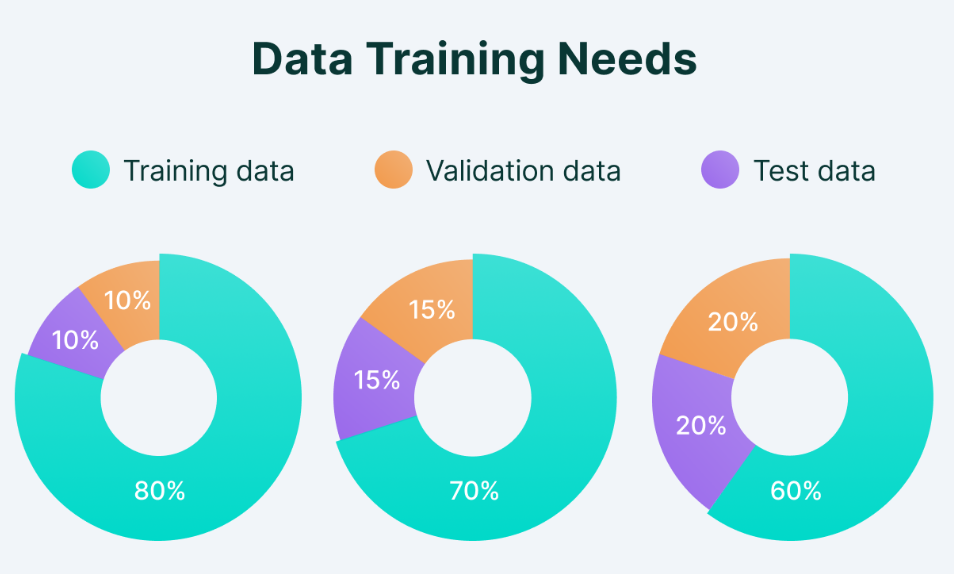 Data Training Needs
Training data
Validation data
Test data
10%
10%
80%
15%
15%
70%
20%
20%
60%